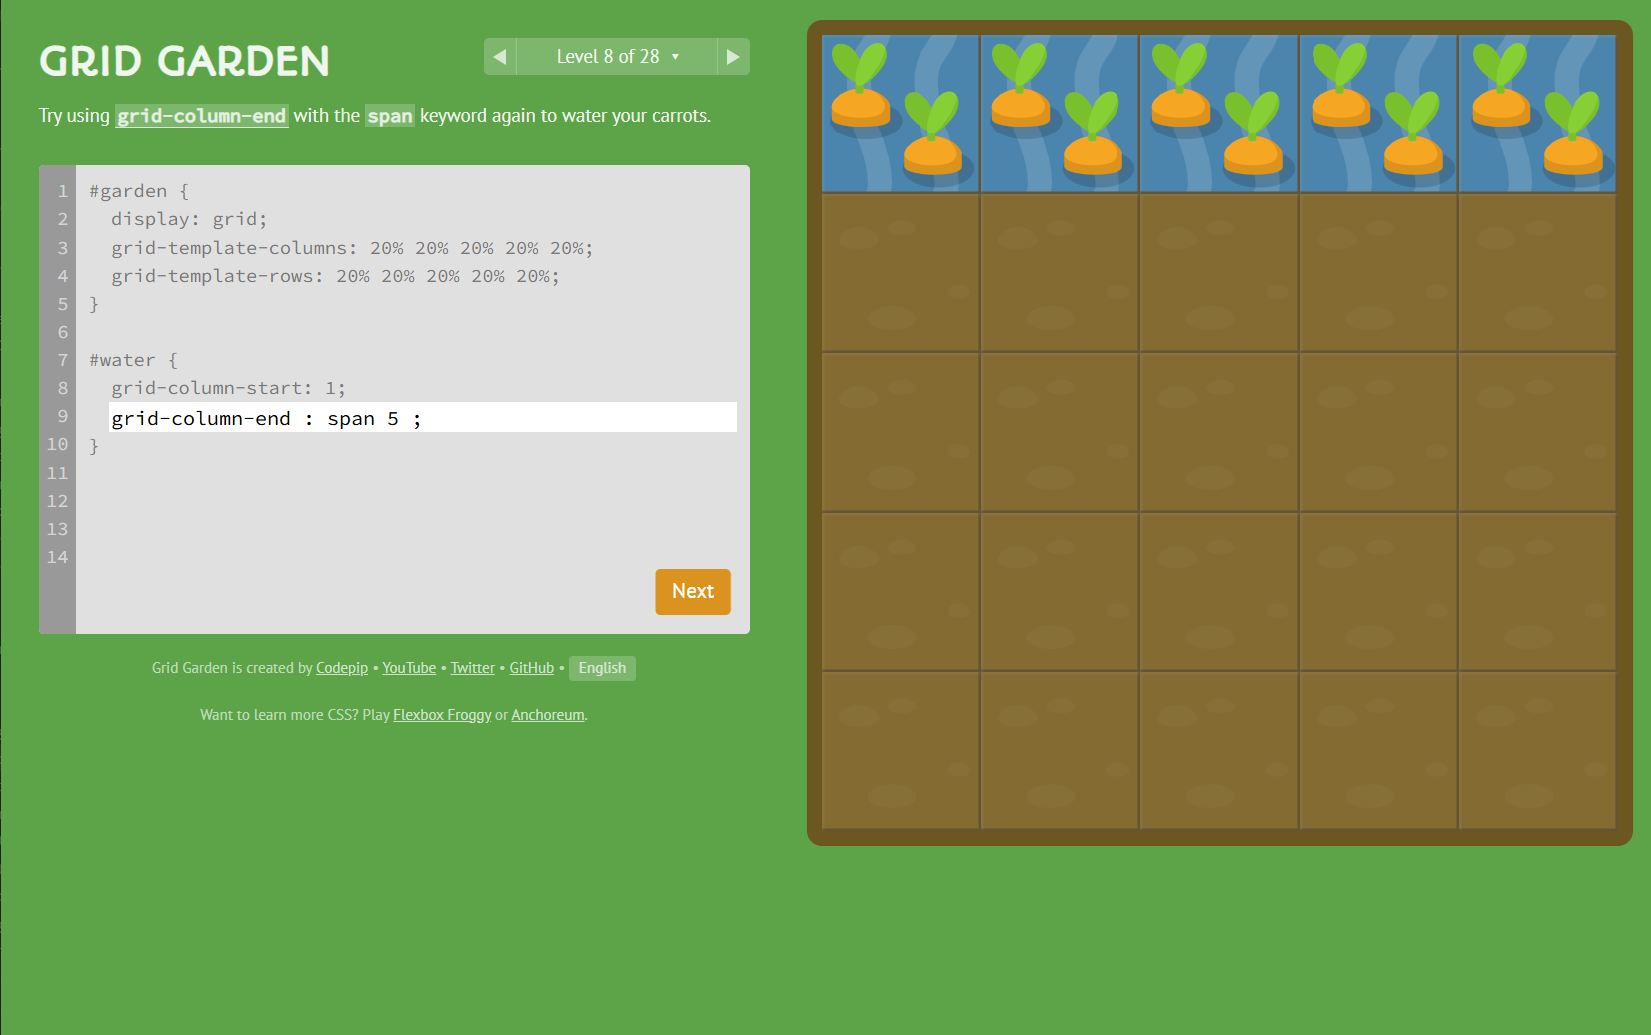 GRID GARDEN
◀ Level 8 of 28 ▾ ▶
Try using grid-column-end with the span keyword again to water your carrots.
1 #garden {
2 display: grid;
3 grid-template-columns: 20% 20% 20% 20% 20%;
4 grid-template-rows: 20% 20% 20% 20% 20%;
5 }
6
7 #water {
8 grid-column-start: 1;
9 grid-column-end : span 5 ;
10 }
11
12
13
14
Next
Grid Garden is created by Codepip • YouTube • Twitter • GitHub • English
Want to learn more CSS? Play Flexbox Froggy or Anchoreum.